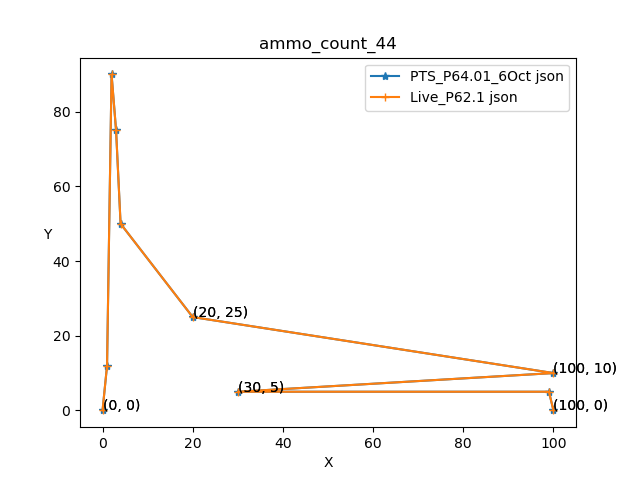 ammo_count_44
PTS_P64.01_6Oct json
Live_P62.1 json
Y
80
60
40
20
0
(20, 25)
(100, 10)
(30, 5)
(0, 0)
(100, 0)
0 20 40 60 80 100
X